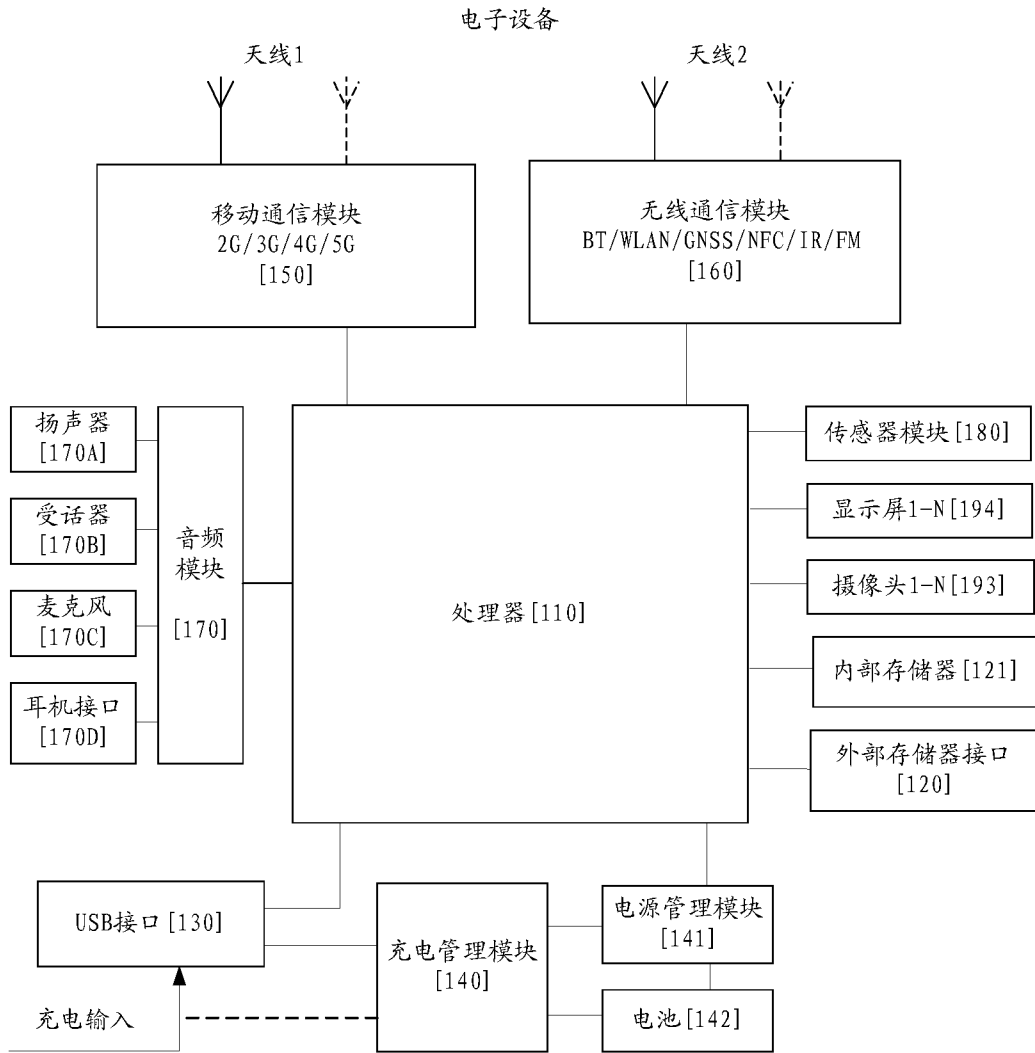 电子设备
天线1
天线2
移动通信模块
2G/3G/4G/5G
[150]
无线通信模块
BT/WLAN/GNSS/NFC/IR/FM
[160]
扬声器
[170A]
受话器
[170B]
麦克风
[170C]
耳机接口
[170D]
音频
模块
[170]
处理器[110]
传感器模块[180]
显示屏1-N[194]
摄像头1-N[193]
内部存储器[121]
外部存储器接口
[120]
USB接口[130]
充电管理模块
[140]
电源管理模块
[141]
电池[142]
充电输入